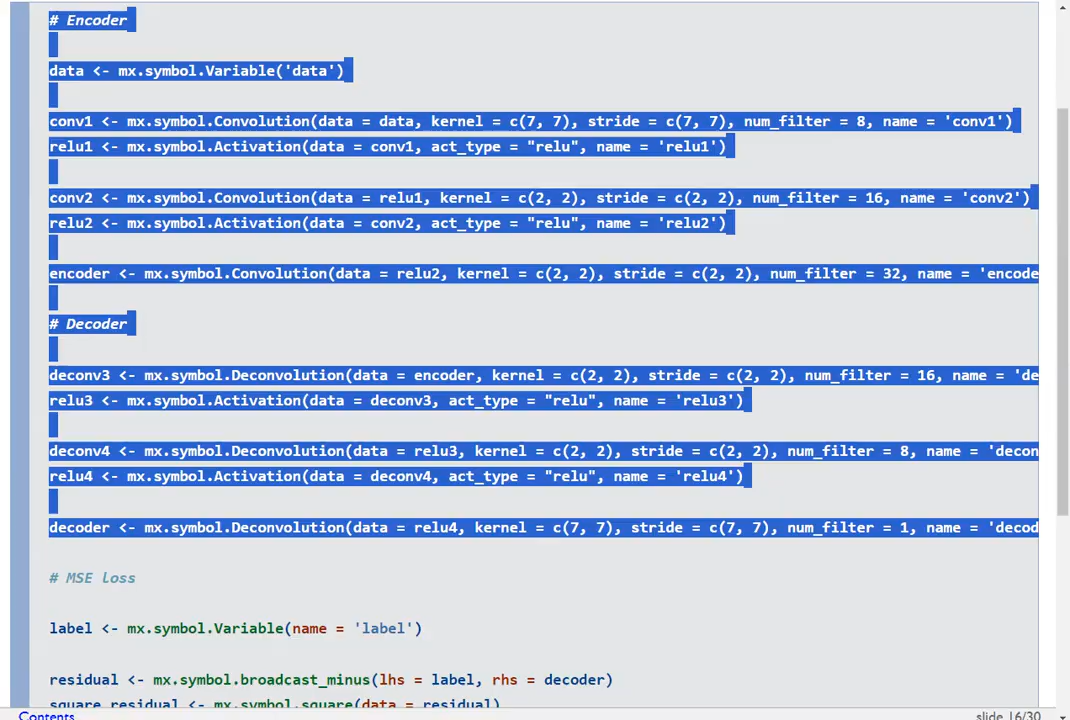 # Encoder
data <- mx.symbol.Variable('data')
conv1 <- mx.symbol.Convolution(data = data, kernel = c(7, 7), stride = c(7, 7), num_filter = 8, name = 'conv1')
relu1 <- mx.symbol.Activation(data = conv1, act_type = "relu", name = 'relu1')
conv2 <- mx.symbol.Convolution(data = relu1, kernel = c(2, 2), stride = c(2, 2), num_filter = 16, name = 'conv2')
relu2 <- mx.symbol.Activation(data = conv2, act_type = "relu", name = 'relu2')
encoder <- mx.symbol.Convolution(data = relu2, kernel = c(2, 2), stride = c(2, 2), num_filter = 32, name = 'encode
# Decoder
deconv3 <- mx.symbol.Deconvolution(data = encoder, kernel = c(2, 2), stride = c(2, 2), num_filter = 16, name = 'de
relu3 <- mx.symbol.Activation(data = deconv3, act_type = "relu", name = 'relu3')
deconv4 <- mx.symbol.Deconvolution(data = relu3, kernel = c(2, 2), stride = c(2, 2), num_filter = 8, name = 'decon
relu4 <- mx.symbol.Activation(data = deconv4, act_type = "relu", name = 'relu4')
decoder <- mx.symbol.Deconvolution(data = relu4, kernel = c(7, 7), stride = c(7, 7), num_filter = 1, name = 'decod
# MSE loss
label <- mx.symbol.Variable(name = 'label')
residual <- mx.symbol.broadcast_minus(lhs = label, rhs = decoder)
square_residual <- mx.symbol.square(data = residual)
Contents
slide 16/30